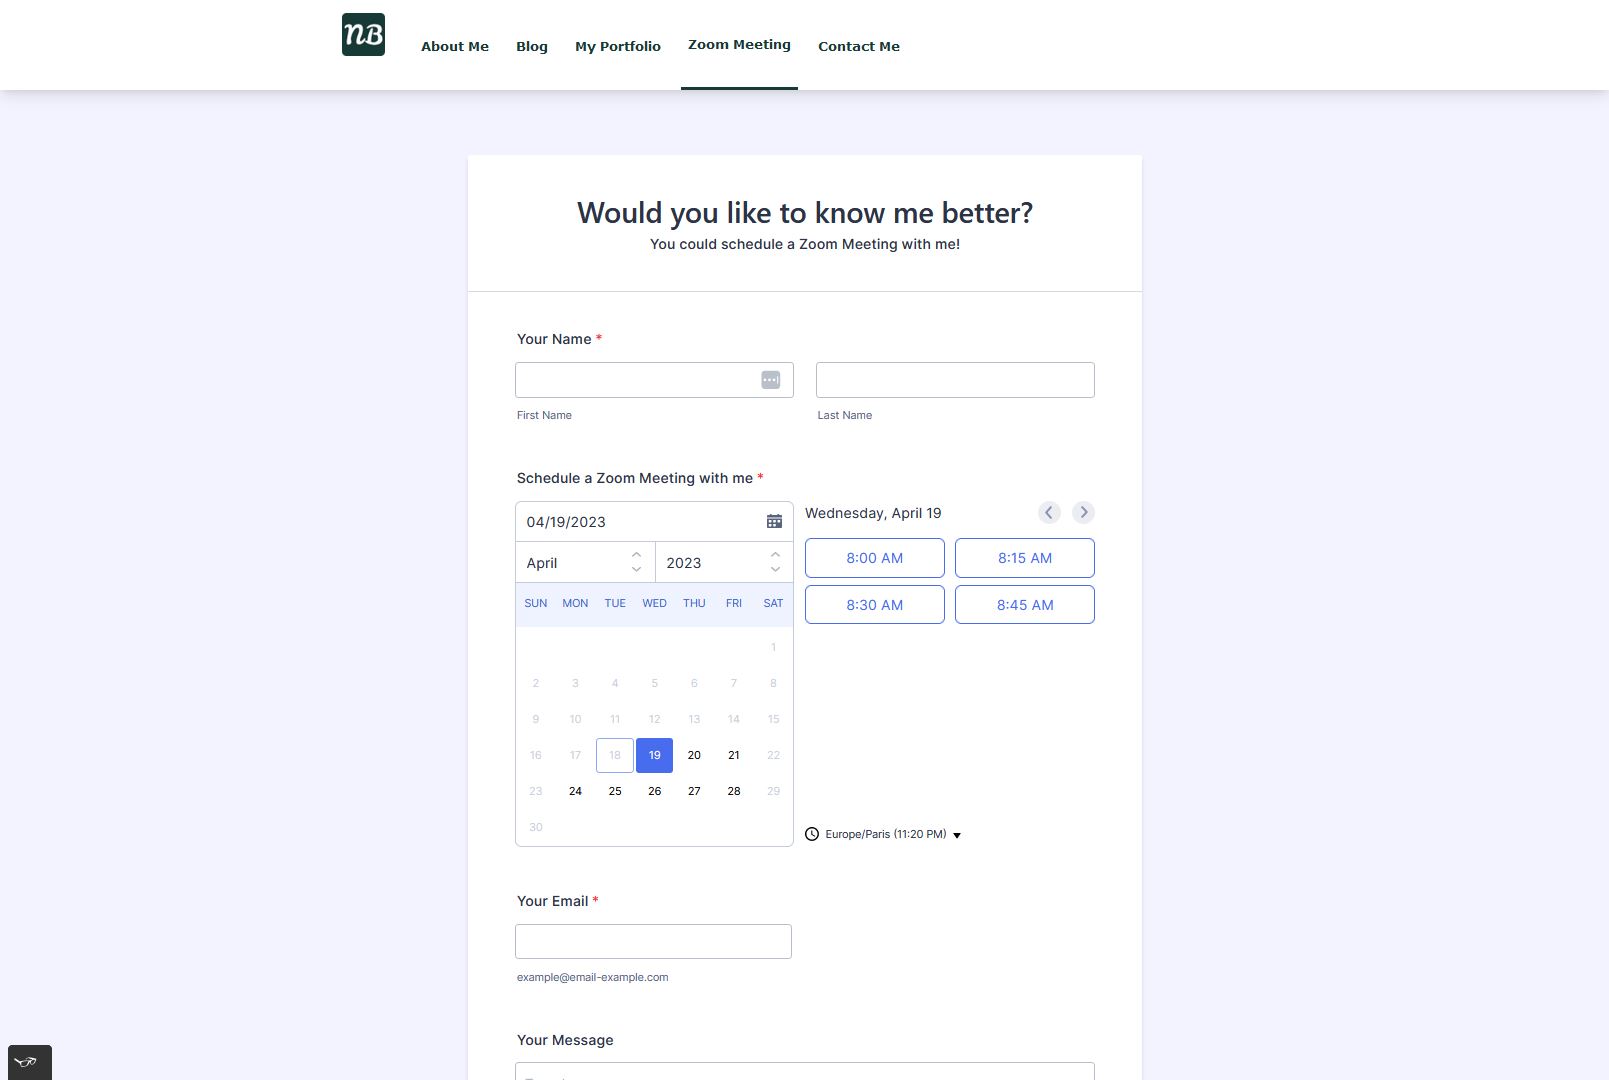 NB
About Me Blog My Portfolio Zoom Meeting Contact Me
Would you like to know me better?
You could schedule a Zoom Meeting with me!
Your Name *
First Name Last Name
Schedule a Zoom Meeting with me *
04/19/2023 Wednesday, April 19
April 2023
8:00 AM 8:15 AM
8:30 AM 8:45 AM
SUN MON TUE WED THU FRI SAT
1
2 3 4 5 6 7 8
9 10 11 12 13 14 15
16 17 18 19 20 21 22
23 24 25 26 27 28 29
30
Europe/Paris (11:20 PM)
Your Email *
example@email-example.com
Your Message